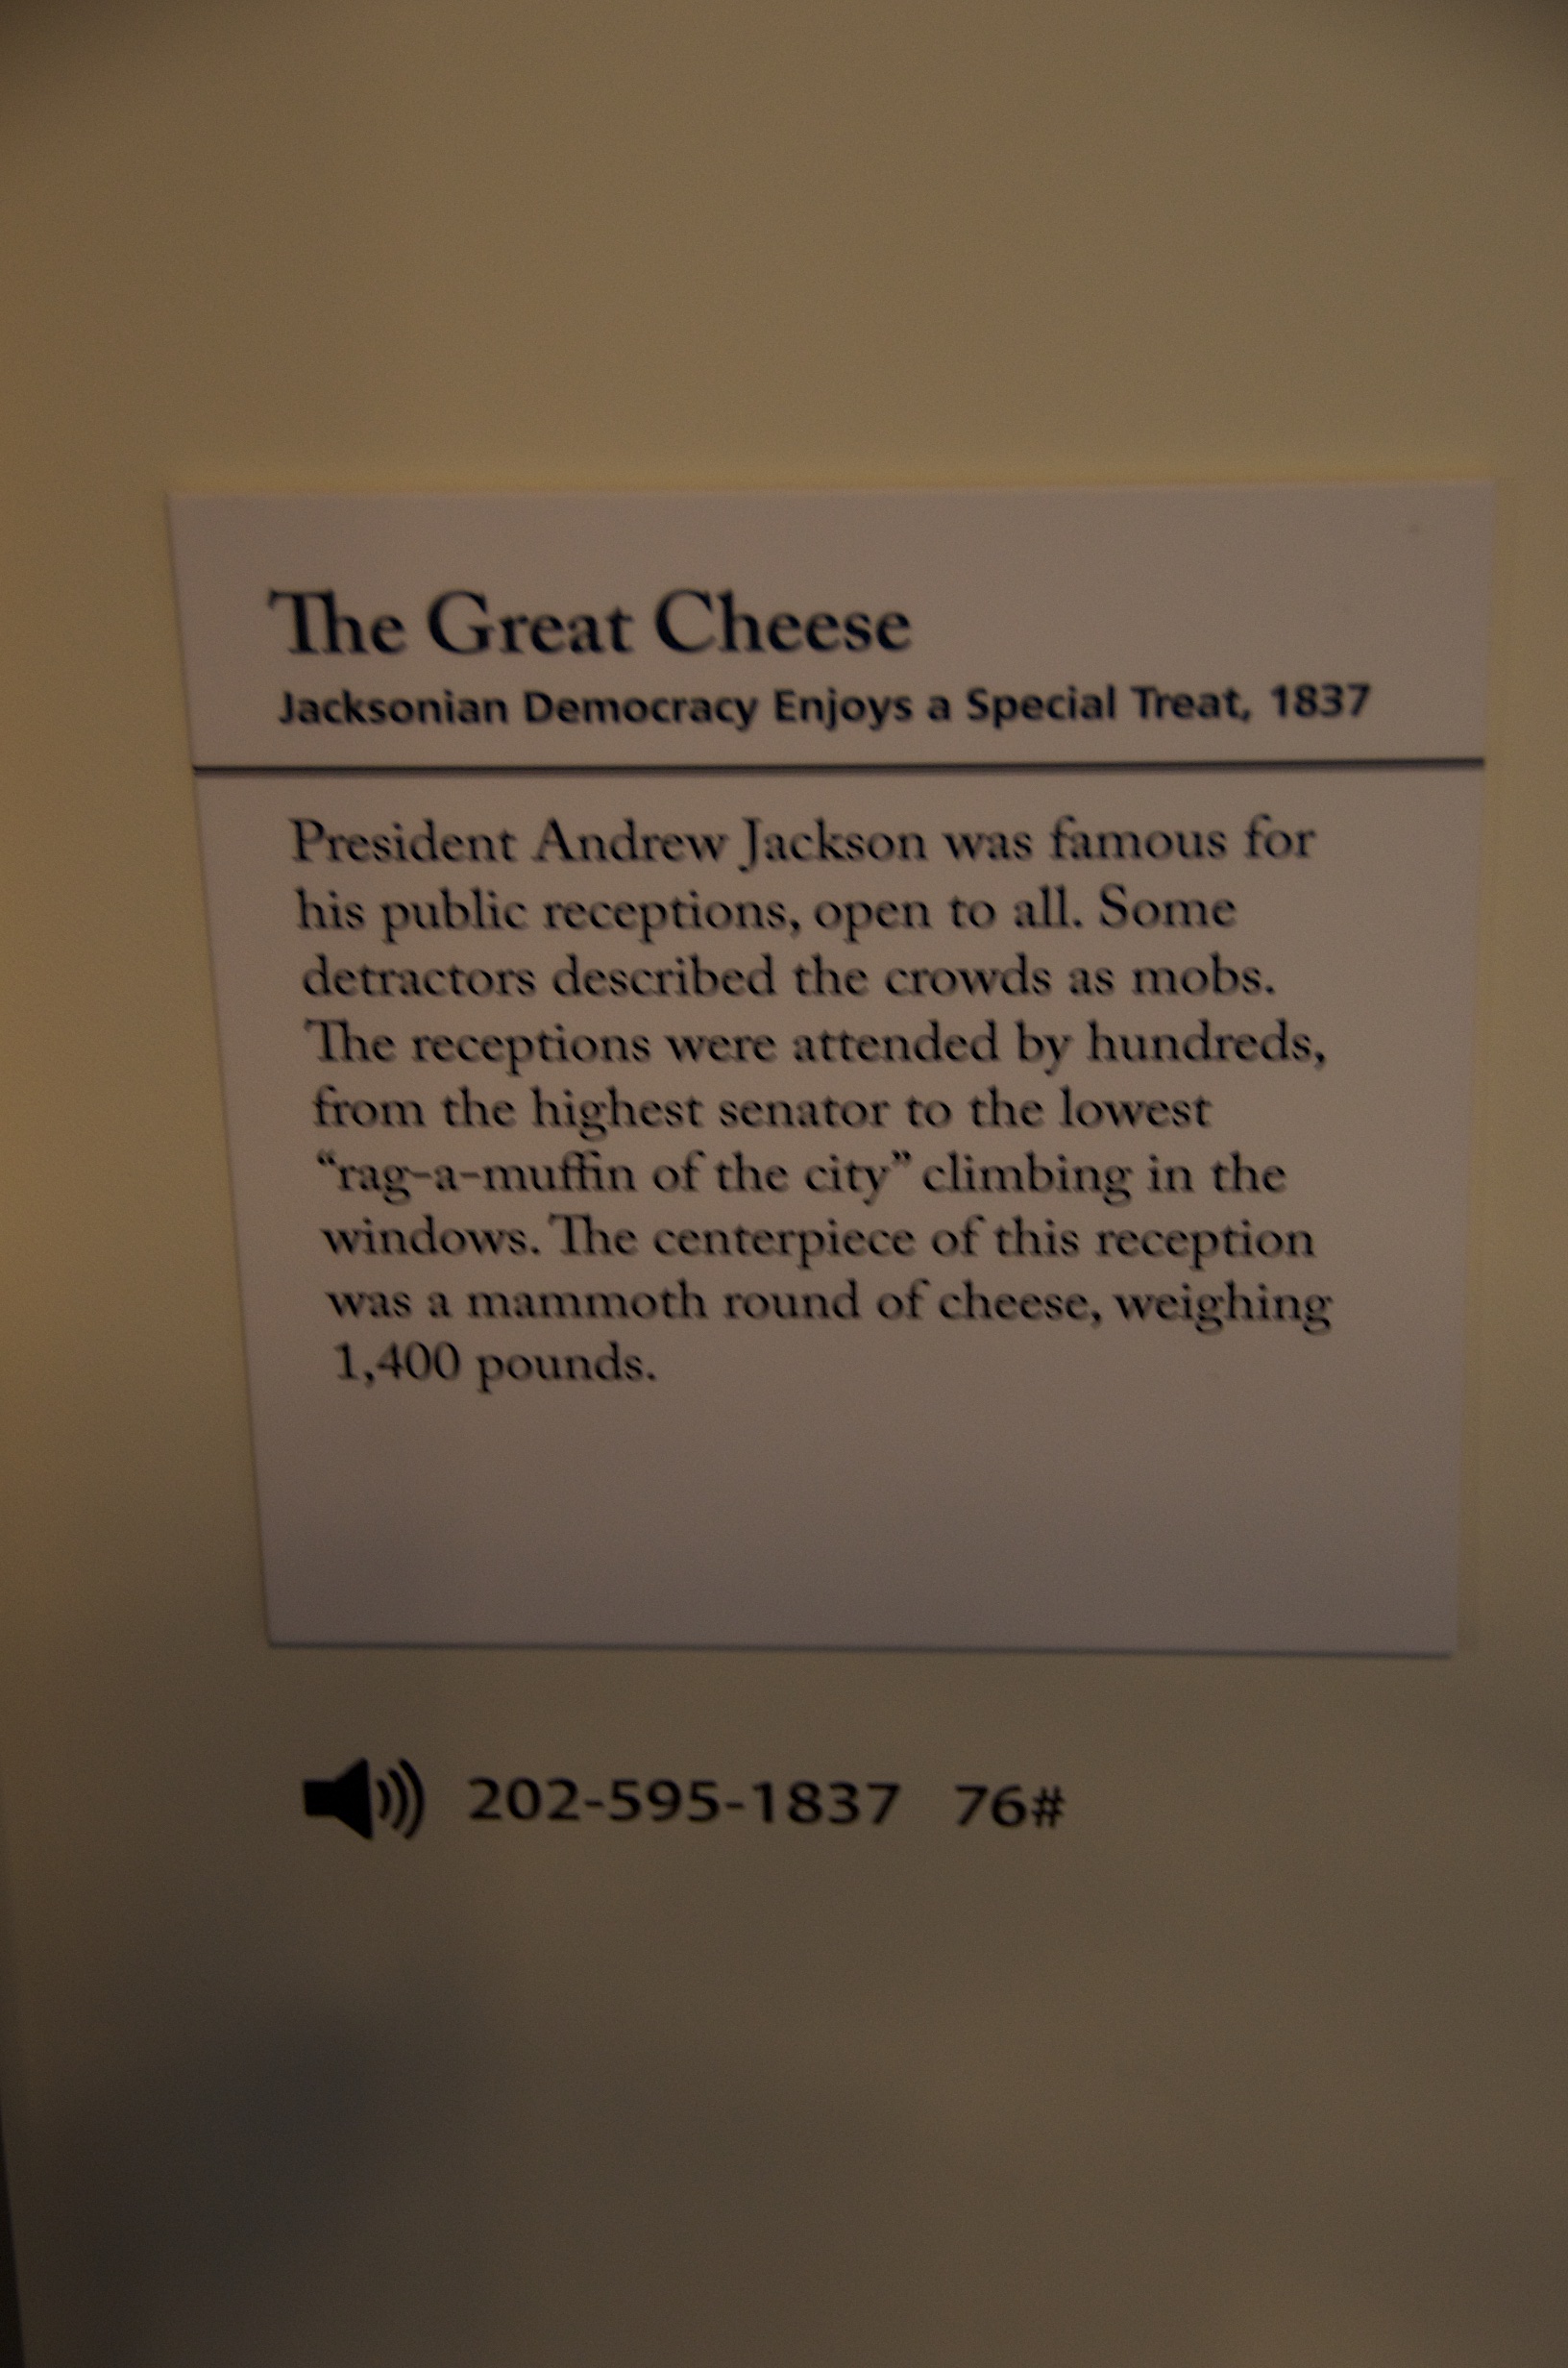 The Great Cheese
Jacksonian Democracy Enjoys a Special Treat, 1837
President Andrew Jackson was famous for
his public receptions, open to all. Some
detractors described the crowds as mobs.
The receptions were attended by hundreds,
from the highest senator to the lowest
“rag-a-muffin of the city” climbing in the
windows. The centerpiece of this reception
was a mammoth round of cheese, weighing
1,400 pounds.
202-595-1837 76#